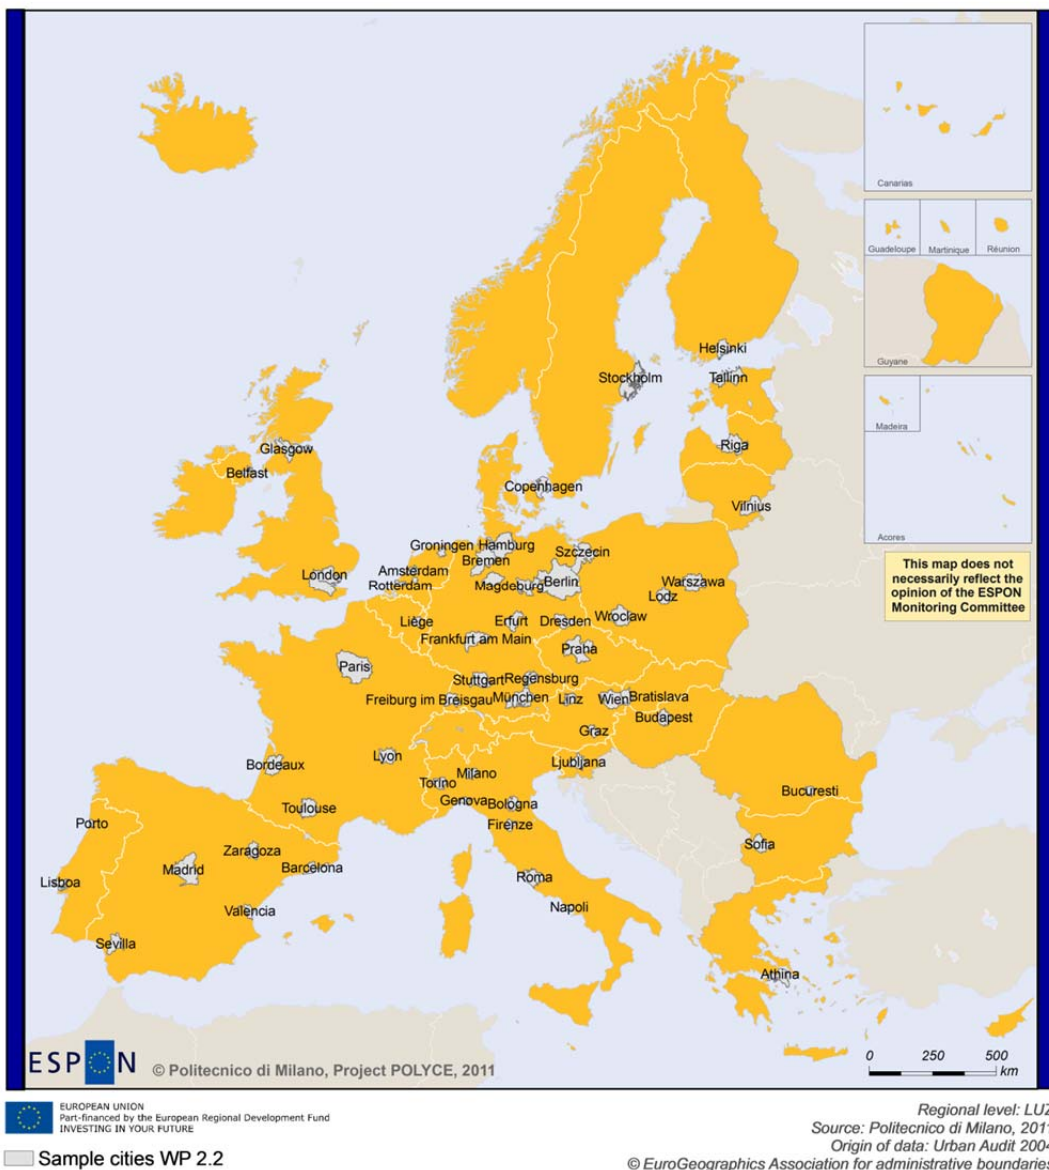 Canarias
Guadeloupe
Martinique
Réunion
Guyane
Madeira
Acores
This map does not
necessarily reflect the
opinion of the ESPON
Monitoring Committee
Helsinki
Stockholm
Tallinn
Riga
Vilnius
Glasgow
Belfast
Copenhagen
London
Groningen
Hamburg
Bremen
Szczecin
Amsterdam
Rotterdam
Magdeburg
Berlin
Warszawa
Lodz
Liège
Erfurt
Dresden
Wroclaw
Frankfurt am Main
Praha
Paris
Stuttgart
Regensburg
Freiburg im Breisgau
München
Linz
Wien
Bratislava
Budapest
Graz
Ljubljana
Lyon
Bordeaux
Milano
Torino
Genova
Bologna
Firenze
Toulouse
Bucuresti
Sofia
Porto
Zaragoza
Madrid
Barcelona
Lisboa
Valencia
Sevilla
Roma
Napoli
Athina
ESPON
© Politecnico di Milano, Project POLYCE, 2011
0 250 500
km
EUROPEAN UNION
Part-financed by the European Regional Development Fund
INVESTING IN YOUR FUTURE
Sample cities WP 2.2
Regional level: LUZ
Source: Politecnico di Milano, 2011
Origin of data: Urban Audit 2004
© EuroGeographics Association for administrative boundaries